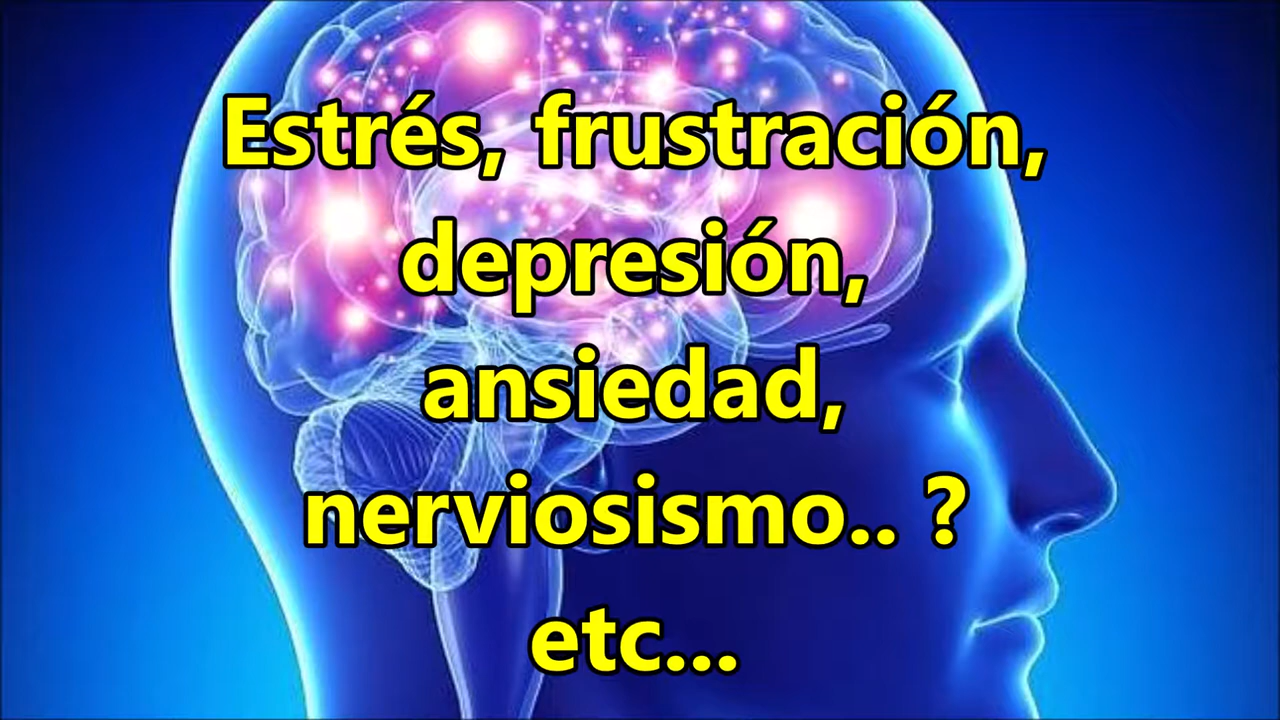 Estrés, frustración,
depresión,
ansiedad,
nerviosismo.. ?
etc...